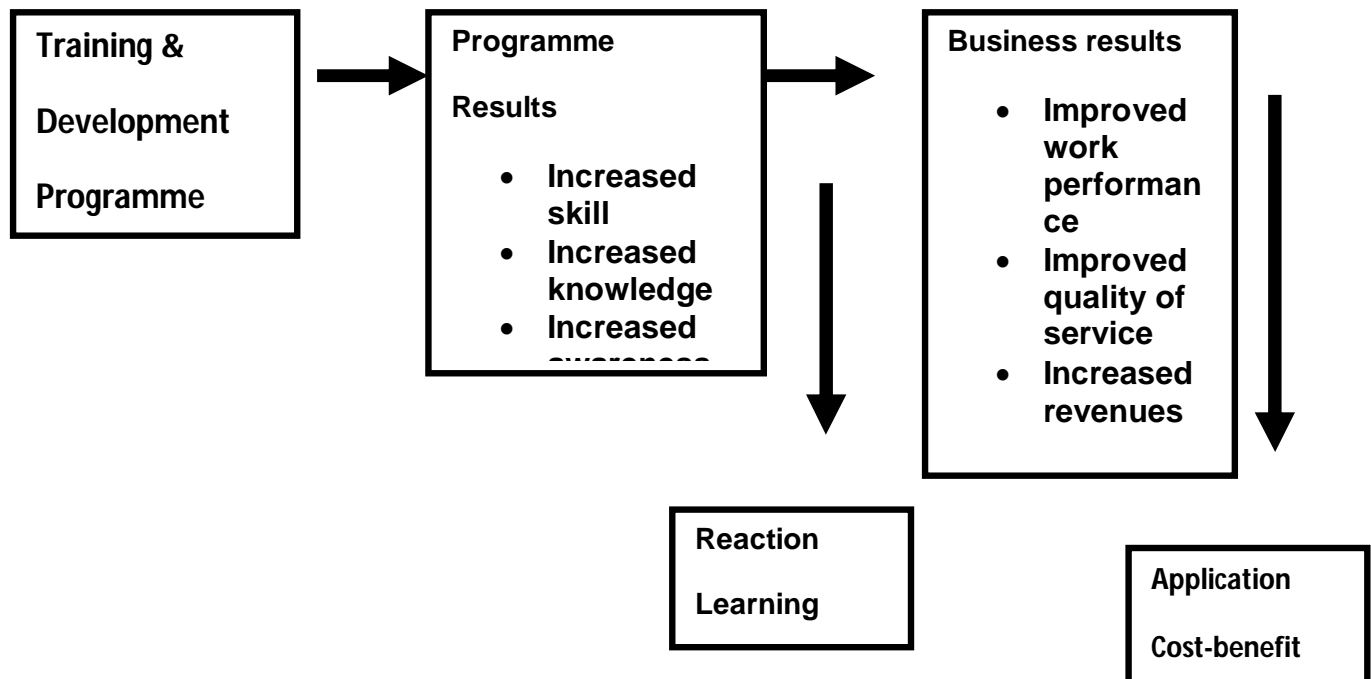 Training &
Development
Programme
Programme
Results
• Increased
skill
• Increased
knowledge
• Increased
awareness
Business results
• Improved
work
performan
ce
• Improved
quality of
service
• Increased
revenues
Reaction
Learning
Application
Cost-benefit